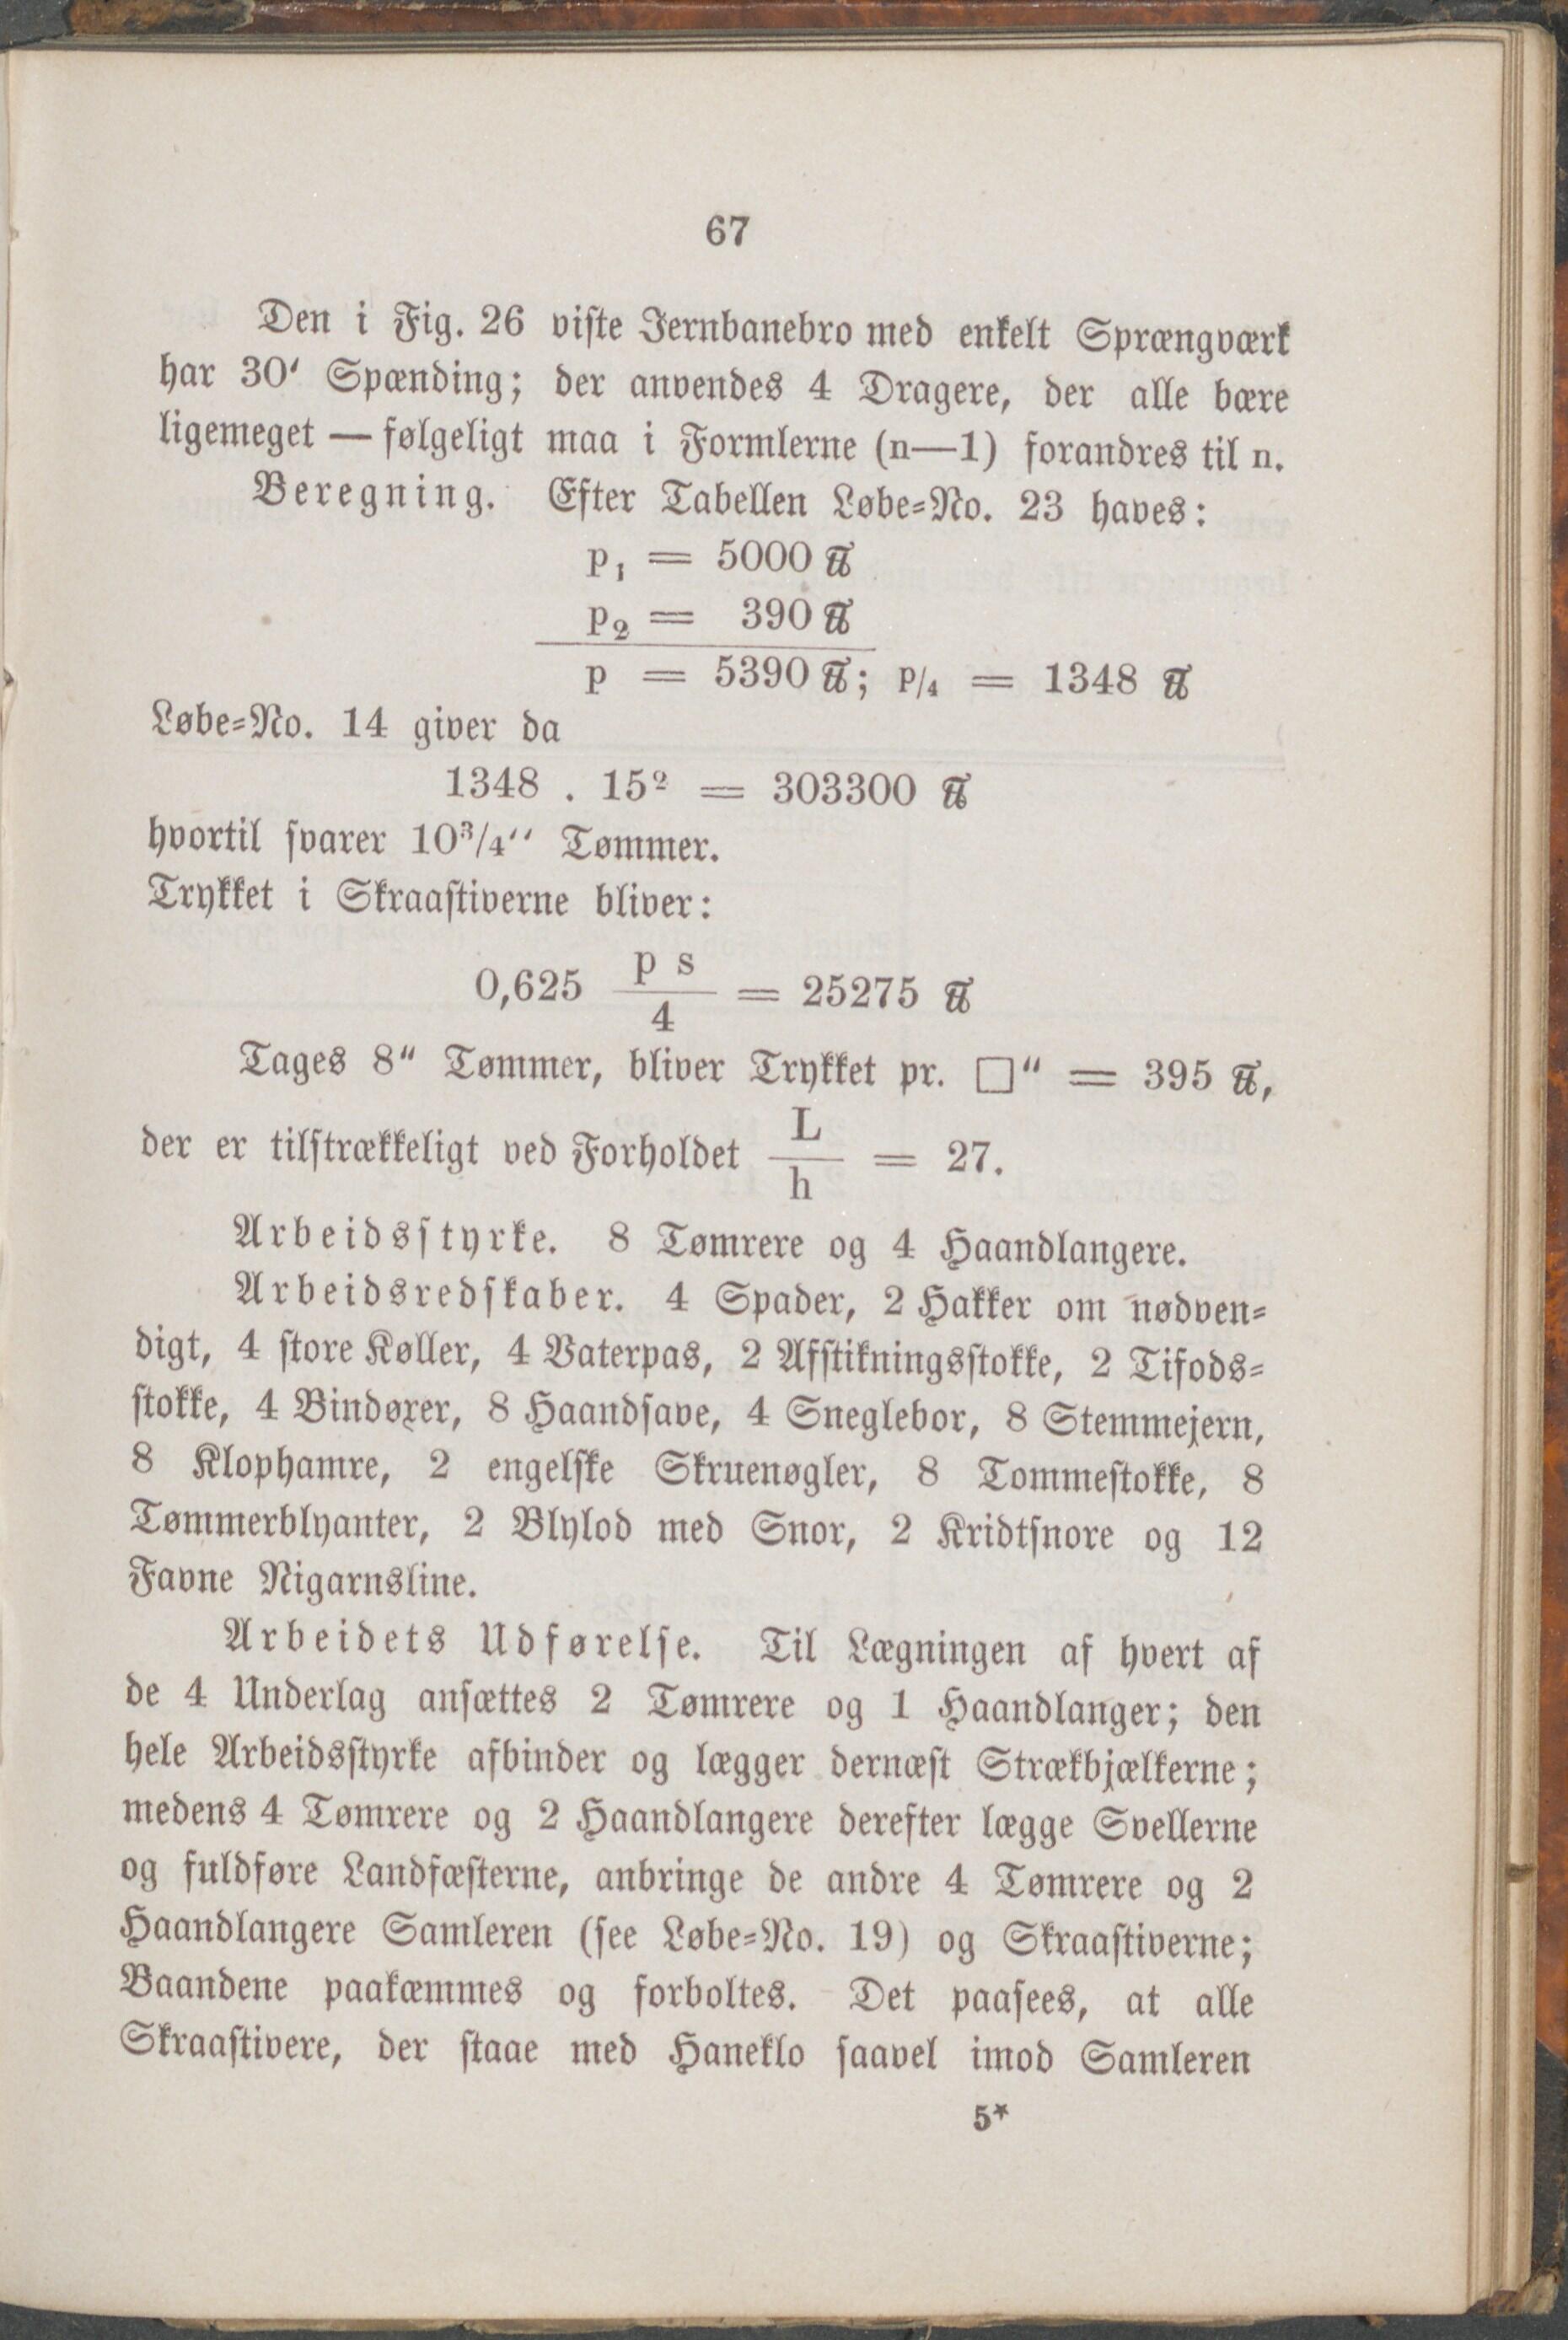 67
Den i Fig. 26 viste Jernbanebro med enkelt Sprængværk
har 30' Spænding; der anvendes 4 Dragere, der alle bære
ligemeget — følgeligt maa i Formlerne (n—1) forandres til n.
Beregning. Efter Tabellen Løbe=No. 23 haves:
p₁ = 5000 ℔
p₂ = 390 ℔
p = 5390 ℔; p/₄ = 1348 ℔
Løbe=No. 14 giver da
1348 . 15² = 303300 ℔
hvortil svarer 10³/₄'' Tømmer.
Trykket i Skraastiverne bliver:
0,625 p s / 4 = 25275 ℔
Tages 8" Tømmer, bliver Trykket pr. □" = 395 ℔,
der er tilstrækkeligt ved Forholdet L / h = 27.
Arbeidsstyrke. 8 Tømrere og 4 Haandlangere.
Arbeidsredskaber. 4 Spader, 2 Hakker om nødven=
digt, 4 store Køller, 4 Vaterpas, 2 Afstikningsstokke, 2 Tifods=
stokke, 4 Bindøxer, 8 Haandsave, 4 Sneglebor, 8 Stemmejern,
8 Klophamre, 2 engelske Skruenøgler, 8 Tommestokke, 8
Tømmerblyanter, 2 Blylod med Snor, 2 Kridtsnore og 12
Favne Nigarnsline.
Arbeidets Udførelse. Til Lægningen af hvert af
de 4 Underlag ansættes 2 Tømrere og 1 Haandlanger; den
hele Arbeidsstyrke afbinder og lægger dernæst Strækbjælkerne;
medens 4 Tømrere og 2 Haandlangere derefter lægge Svellerne
og fuldføre Landfæsterne, anbringe de andre 4 Tømrere og 2
Haandlangere Samleren (see Løbe=No. 19) og Skraastiverne;
Baandene paakæmmes og forboltes. Det paasees, at alle
Skraastivere, der staae med Haneklo saavel imod Samleren
5*